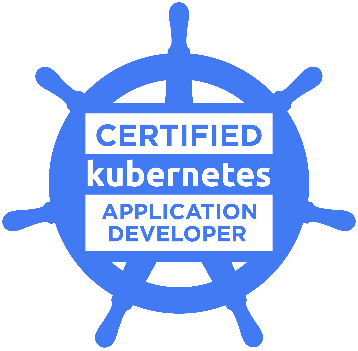 CERTIFIED
kubernetes
APPLICATION
DEVELOPER